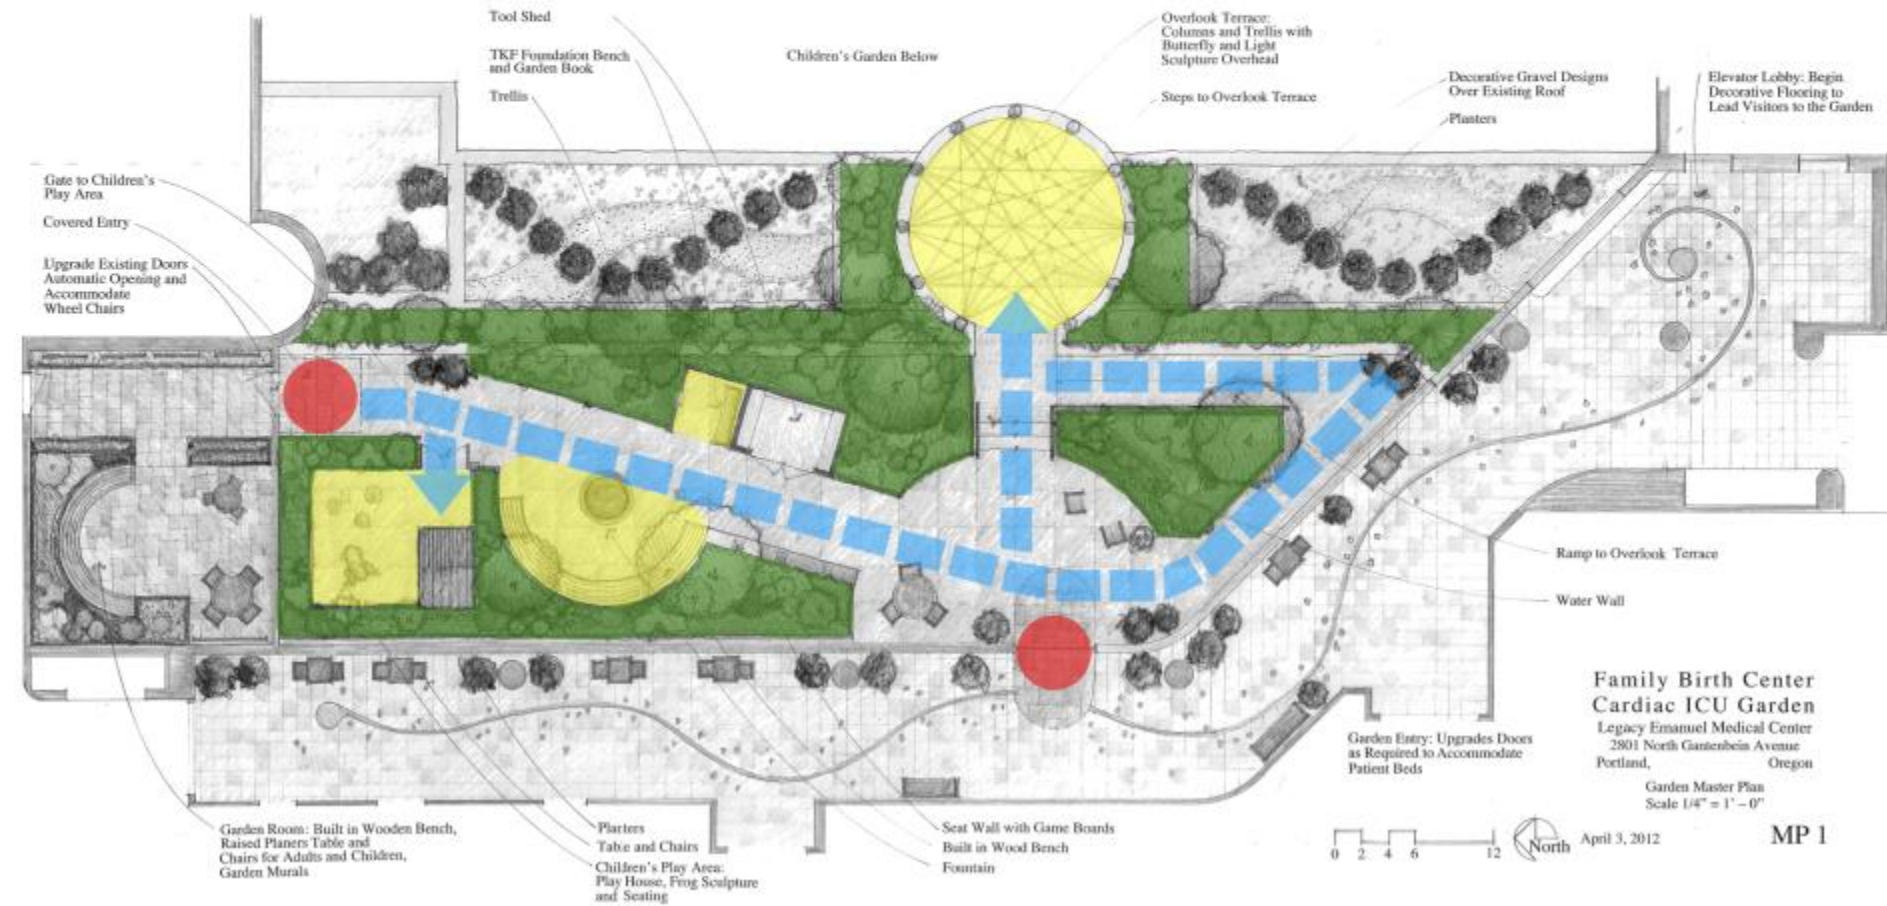 Tool Shed
TKF Foundation Bench
and Garden Book
Trellis
Children's Garden Below
Overlook Terrace:
Columns and Trellis with
Butterfly and Light
Sculpture Overhead
Steps to Overlook Terrace
Decorative Gravel Designs
Over Existing Roof
Planters
Elevator Lobby: Begin
Decorative Flooring to
Lead Visitors to the Garden
Gate to Children's
Play Area
Covered Entry
Upgrade Existing Doors
Automatic Opening and
Accommodate
Wheel Chairs
Ramp to Overlook Terrace
Water Wall
Garden Entry: Upgrades Doors
as Required to Accommodate
Patient Beds
Family Birth Center
Cardiac ICU Garden
Legacy Emanuel Medical Center
2801 North Gantenbein Avenue
Portland, Oregon
Garden Master Plan
Scale 1/4" = 1' – 0"
0 2 4 6 12
North
April 3, 2012
MP 1
Garden Room: Built in Wooden Bench,
Raised Planers Table and
Chairs for Adults and Children,
Garden Murals
Planters
Table and Chairs
Children's Play Area:
Play House, Frog Sculpture
and Seating
Seat Wall with Game Boards
Built in Wood Bench
Fountain